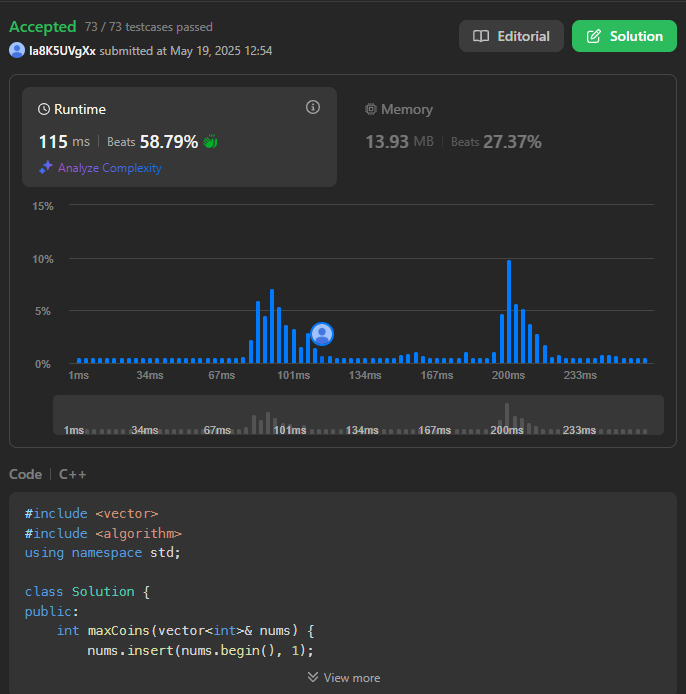 Accepted 73 / 73 testcases passed
la8K5UVgXx submitted at May 19, 2025 12:54
Editorial
Solution
Runtime
115 ms | Beats 58.79%
Analyze Complexity
Memory
13.93 MB | Beats 27.37%
15%
10%
5%
0%
1ms 34ms 67ms 101ms 134ms 167ms 200ms 233ms
1ms 34ms 67ms 101ms 134ms 167ms 200ms 233ms
Code | C++
#include <vector>
#include <algorithm>
using namespace std;
class Solution {
public:
    int maxCoins(vector<int>& nums) {
        nums.insert(nums.begin(), 1);
View more